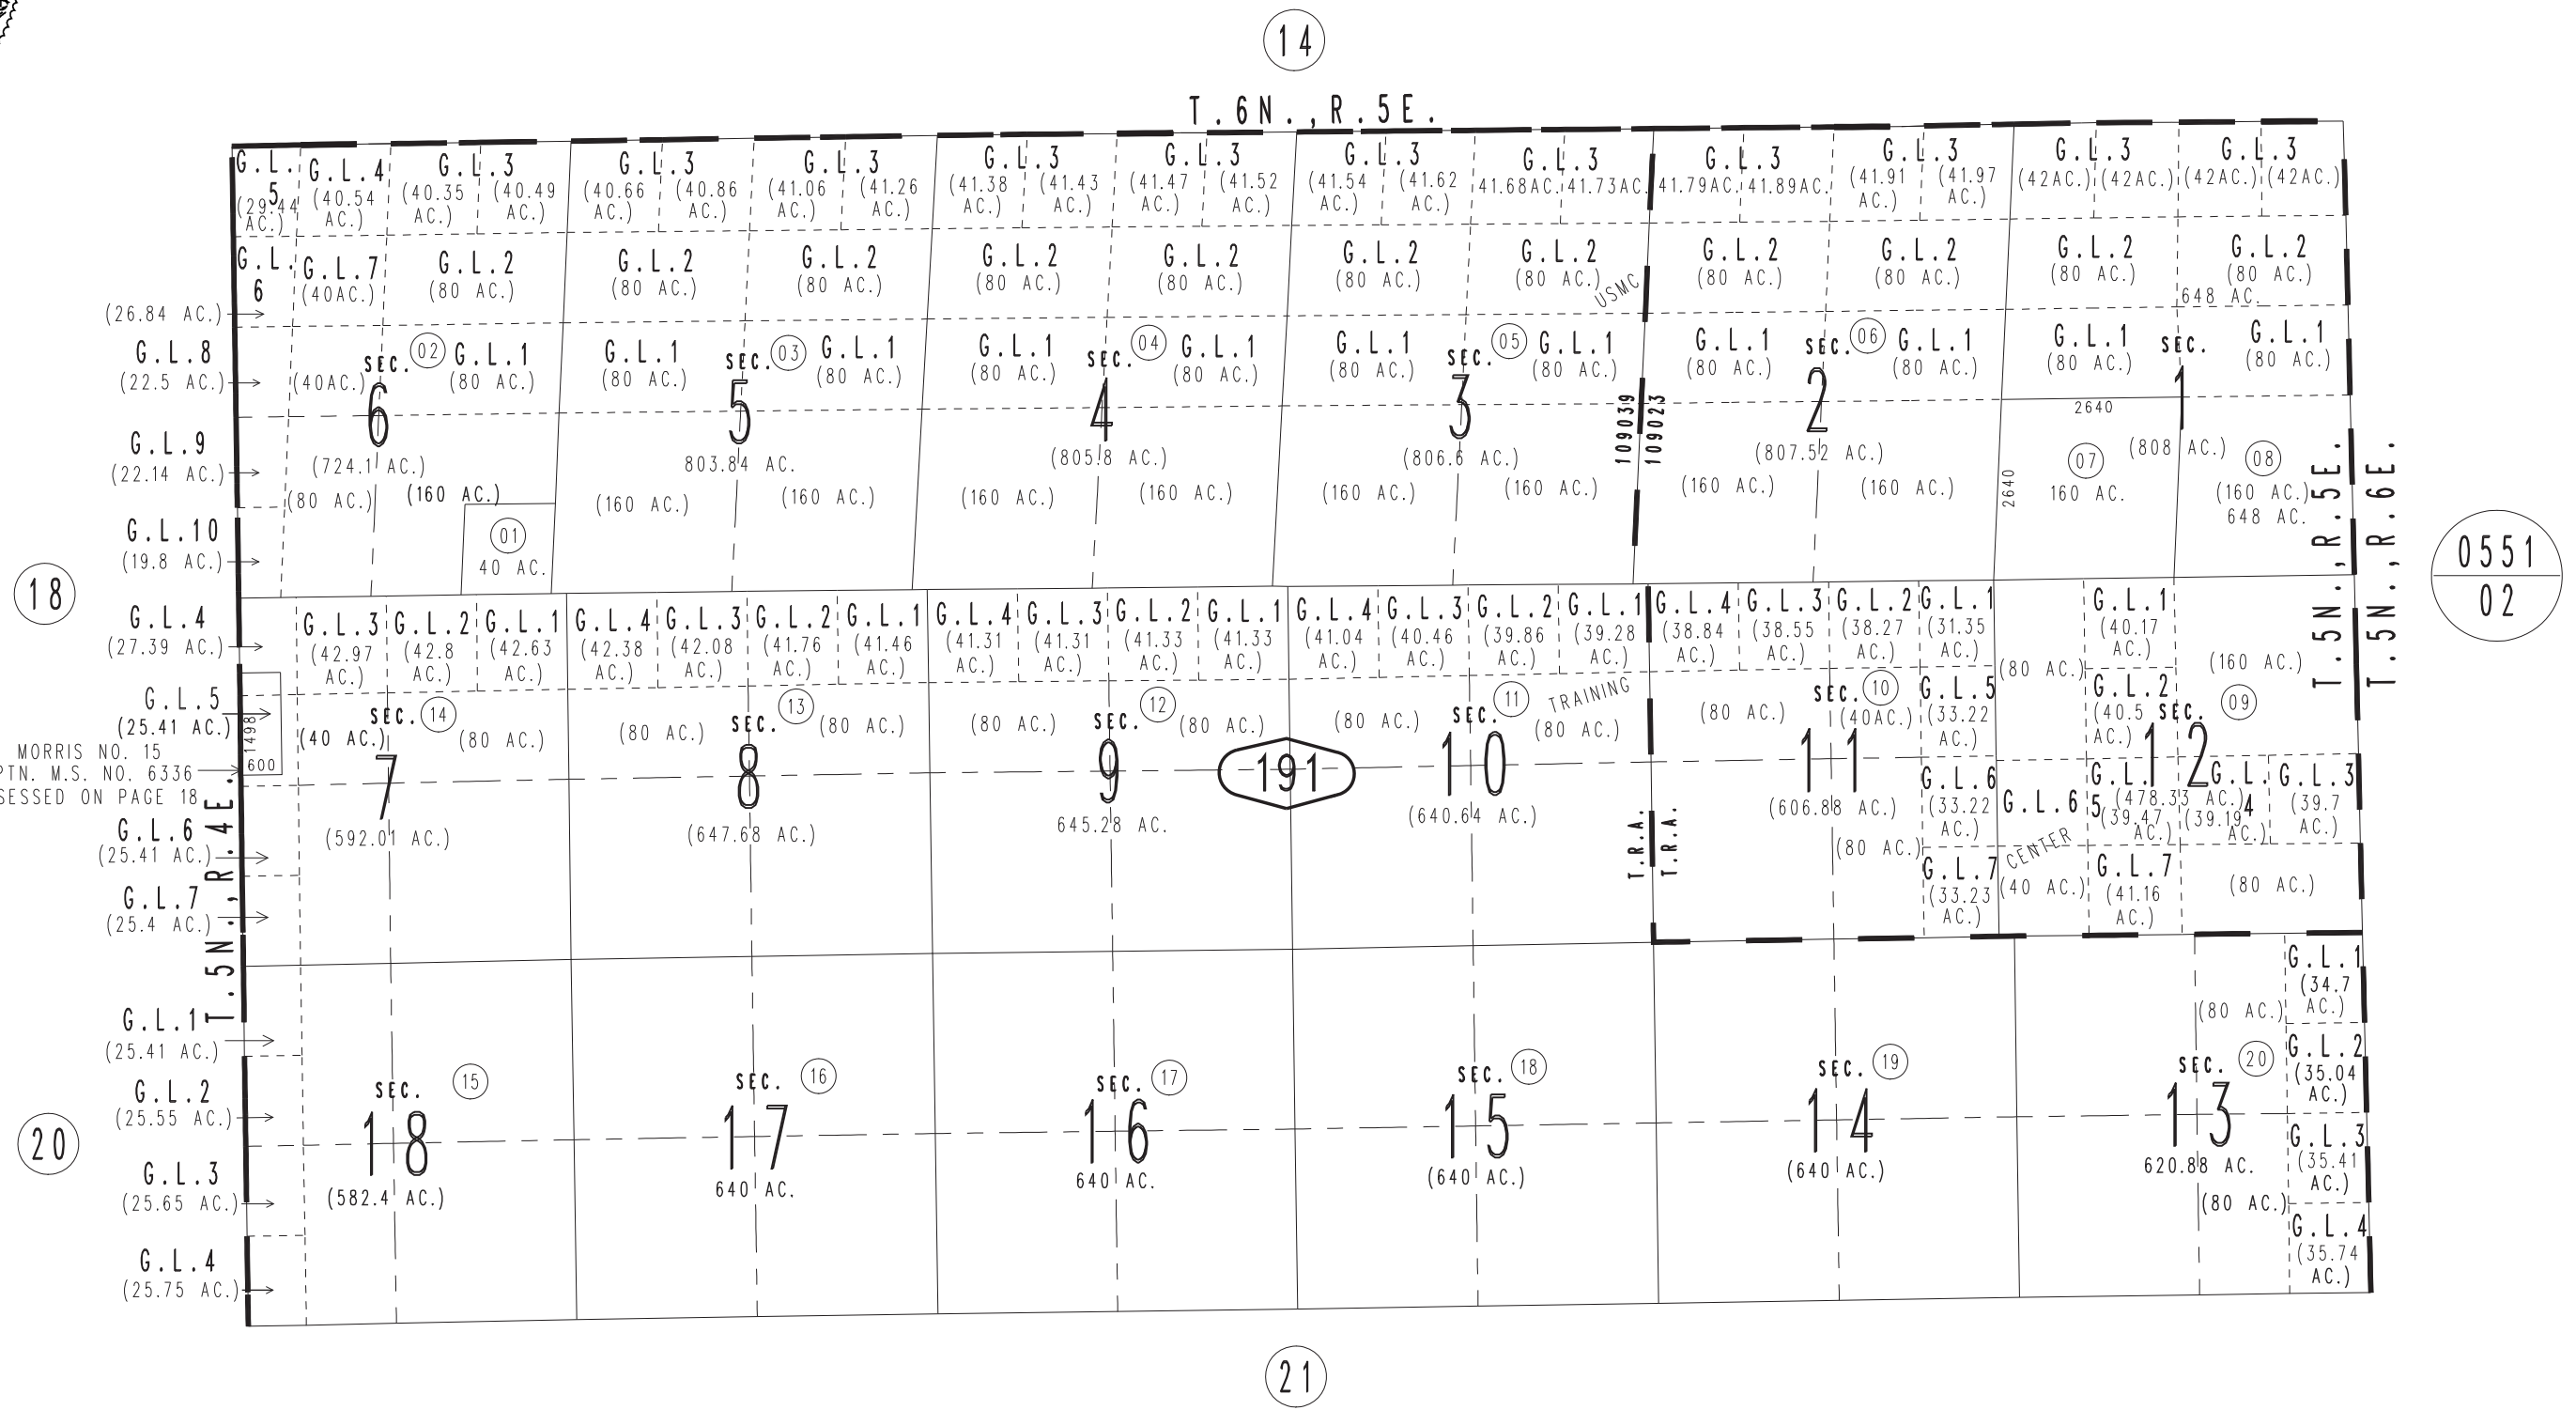 14
T.6N.,R.5E.
G.L.5 (29.44 AC.)
G.L.4 (40.54 AC.)
G.L.3 (40.35 AC.) (40.49 AC.)
G.L.3 (40.66 AC.) (40.86 AC.)
G.L.3 (41.06 AC.) (41.26 AC.)
G.L.3 (41.38 AC.) (41.43 AC.)
G.L.3 (41.47 AC.) (41.52 AC.)
G.L.3 (41.54 AC.) (41.62 AC.)
G.L.3 41.68AC. 41.73AC.
G.L.3 41.79AC. 41.89AC.
G.L.3 (41.91 AC.) (41.97 AC.)
G.L.3 (42AC.) (42AC.)
G.L.3 (42AC.) (42AC.)
G.L.6
(26.84 AC.)
G.L.7 (40AC.)
G.L.2 (80 AC.)
G.L.2 (80 AC.)
G.L.2 (80 AC.)
G.L.2 (80 AC.)
G.L.2 (80 AC.)
G.L.2 (80 AC.)
G.L.2 (80 AC.)
USMC
G.L.2 (80 AC.)
G.L.2 (80 AC.)
G.L.2 (80 AC.)
G.L.2 (80 AC.)
648 AC.
G.L.8 (22.5 AC.)
(40AC.)
SEC. 6 02
G.L.1 (80 AC.)
G.L.1 (80 AC.)
SEC. 5 03
G.L.1 (80 AC.)
G.L.1 (80 AC.)
SEC. 4 04
G.L.1 (80 AC.)
G.L.1 (80 AC.)
SEC. 3 05
G.L.1 (80 AC.)
G.L.1 (80 AC.)
SEC. 2 06
G.L.1 (80 AC.)
G.L.1 (80 AC.)
SEC. 1
G.L.1 (80 AC.)
109039
109023
2640
2640
G.L.9 (22.14 AC.)
(724.1 AC.)
803.84 AC.
(805.8 AC.)
(806.6 AC.)
(807.52 AC.)
(808 AC.)
07
160 AC.
08
(160 AC.)
648 AC.
(80 AC.)
(160 AC.)
(160 AC.)
(160 AC.)
(160 AC.)
(160 AC.)
(160 AC.)
(160 AC.)
(160 AC.)
(160 AC.)
01
40 AC.
G.L.10 (19.8 AC.)
18
0551
02
T.5N.,R.5E.
T.5N.,R.6E.
G.L.4 (27.39 AC.)
G.L.3 (42.97 AC.)
G.L.2 (42.8 AC.)
G.L.1 (42.63 AC.)
G.L.4 (42.38 AC.)
G.L.3 (42.08 AC.)
G.L.2 (41.76 AC.)
G.L.1 (41.46 AC.)
G.L.4 (41.31 AC.)
G.L.3 (41.31 AC.)
G.L.2 (41.33 AC.)
G.L.1 (41.33 AC.)
G.L.4 (41.04 AC.)
G.L.3 (40.46 AC.)
G.L.2 (39.86 AC.)
G.L.1 (39.28 AC.)
G.L.4 (38.84 AC.)
G.L.3 (38.55 AC.)
G.L.2 (38.27 AC.)
G.L.1 (31.35 AC.)
(80 AC.)
G.L.1 (40.17 AC.)
(160 AC.)
G.L.5 (25.41 AC.)
1498
600
MORRIS NO. 15
PTN. M.S. NO. 6336
SESSED ON PAGE 18
(40 AC.)
SEC. 7 14
(80 AC.)
(80 AC.)
SEC. 8 13
(80 AC.)
(80 AC.)
SEC. 9 12
(80 AC.)
191
(80 AC.)
SEC. 10 11
TRAINING
(80 AC.)
(80 AC.)
SEC. 11 10
(40AC.)
G.L.5 (33.22 AC.)
G.L.2 (40.5 AC.)
SEC. 12 09
G.L.6 (25.41 AC.)
(592.01 AC.)
(647.68 AC.)
645.28 AC.
(640.64 AC.)
T.R.A.
T.R.A.
(606.88 AC.)
(80 AC.)
G.L.6 (33.22 AC.)
G.L.6
G.L.5 (39.47 AC.)
(478.33 AC.)
G.L.4 (39.19 AC.)
G.L.3 (39.7 AC.)
G.L.7 (25.4 AC.)
T.5N.,R.4E.
G.L.7 (33.23 AC.)
CENTER
(40 AC.)
G.L.7 (41.16 AC.)
(80 AC.)
G.L.1 (25.41 AC.)
(80 AC.)
G.L.1 (34.7 AC.)
G.L.2 (25.55 AC.)
SEC. 18 15
SEC. 17 16
SEC. 16 17
SEC. 15 18
SEC. 14 19
SEC. 13 20
G.L.2 (35.04 AC.)
20
G.L.3 (25.65 AC.)
(582.4 AC.)
640 AC.
640 AC.
(640 AC.)
(640 AC.)
620.88 AC.
(80 AC.)
G.L.3 (35.41 AC.)
G.L.4 (25.75 AC.)
G.L.4 (35.74 AC.)
21